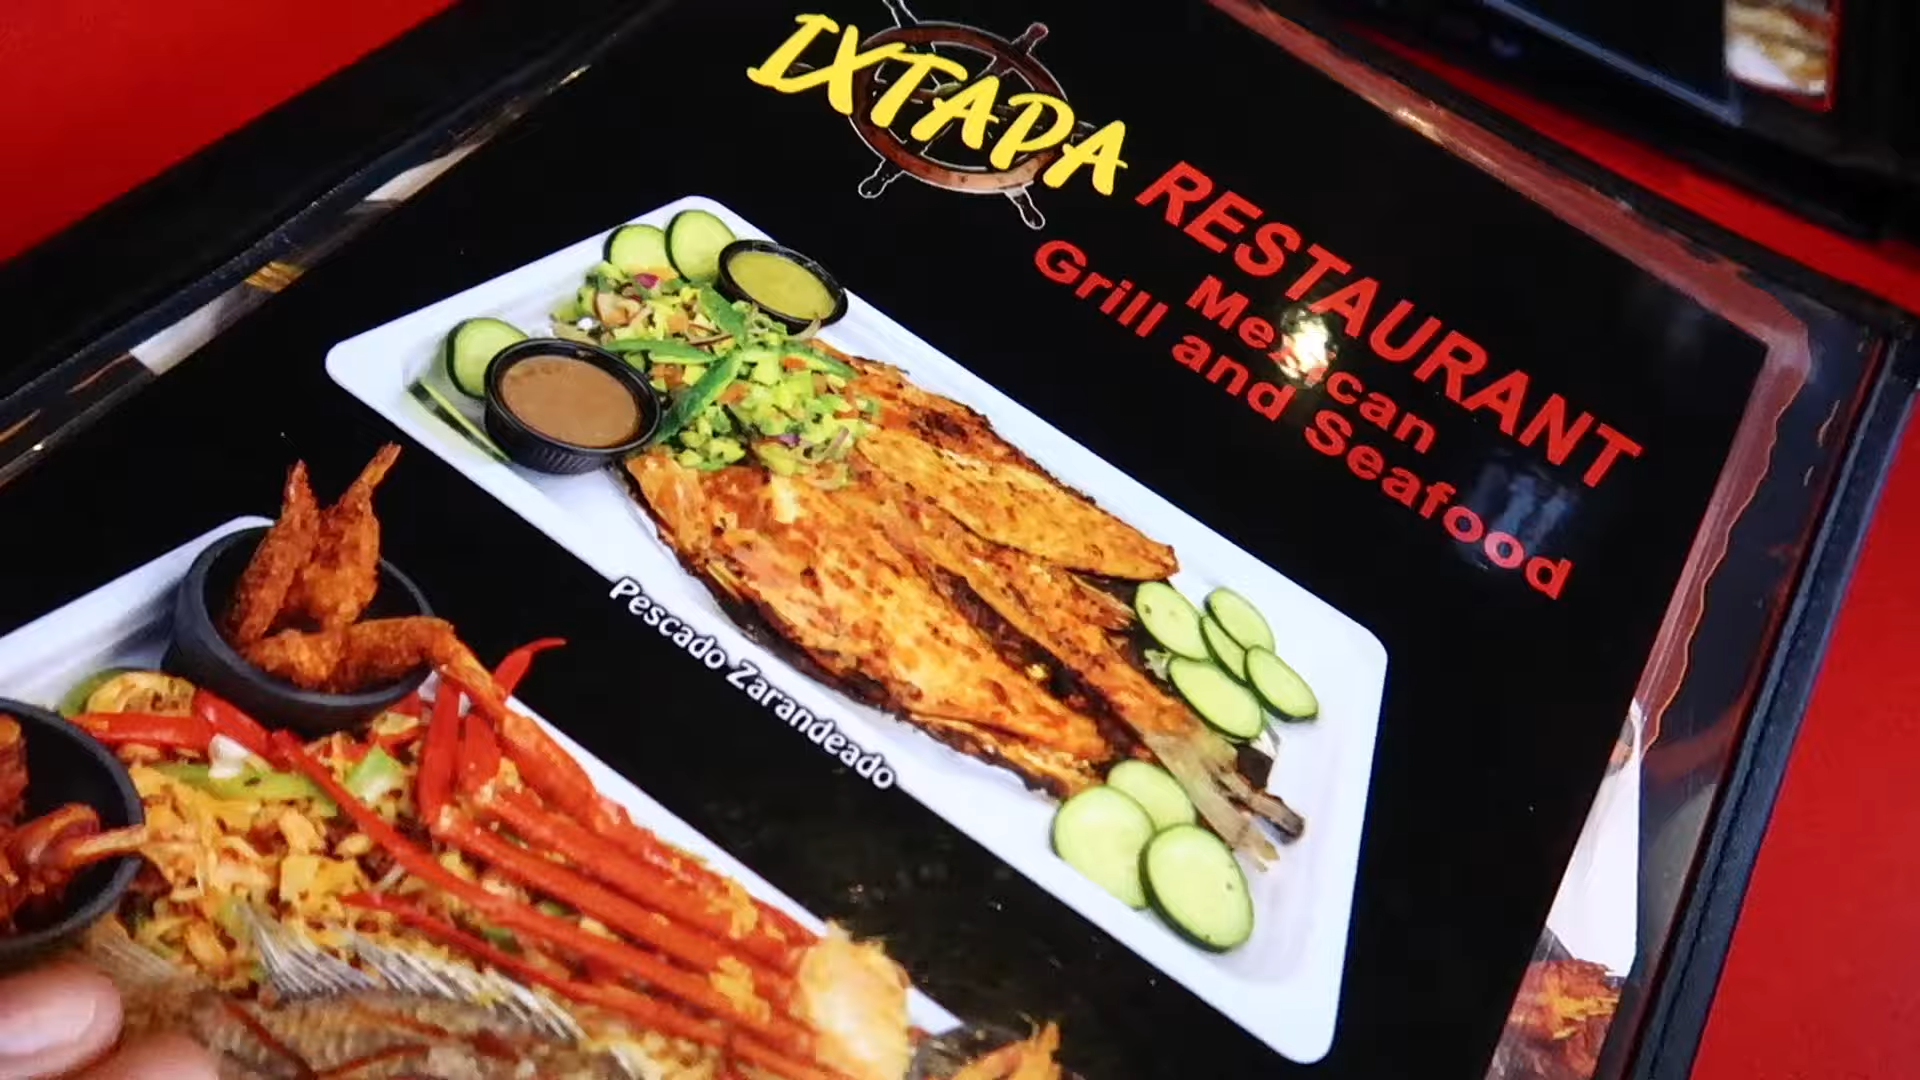 IXTAPA
RESTAURANT
Mexican
Grill and Seafood
Pescado Zarandeado